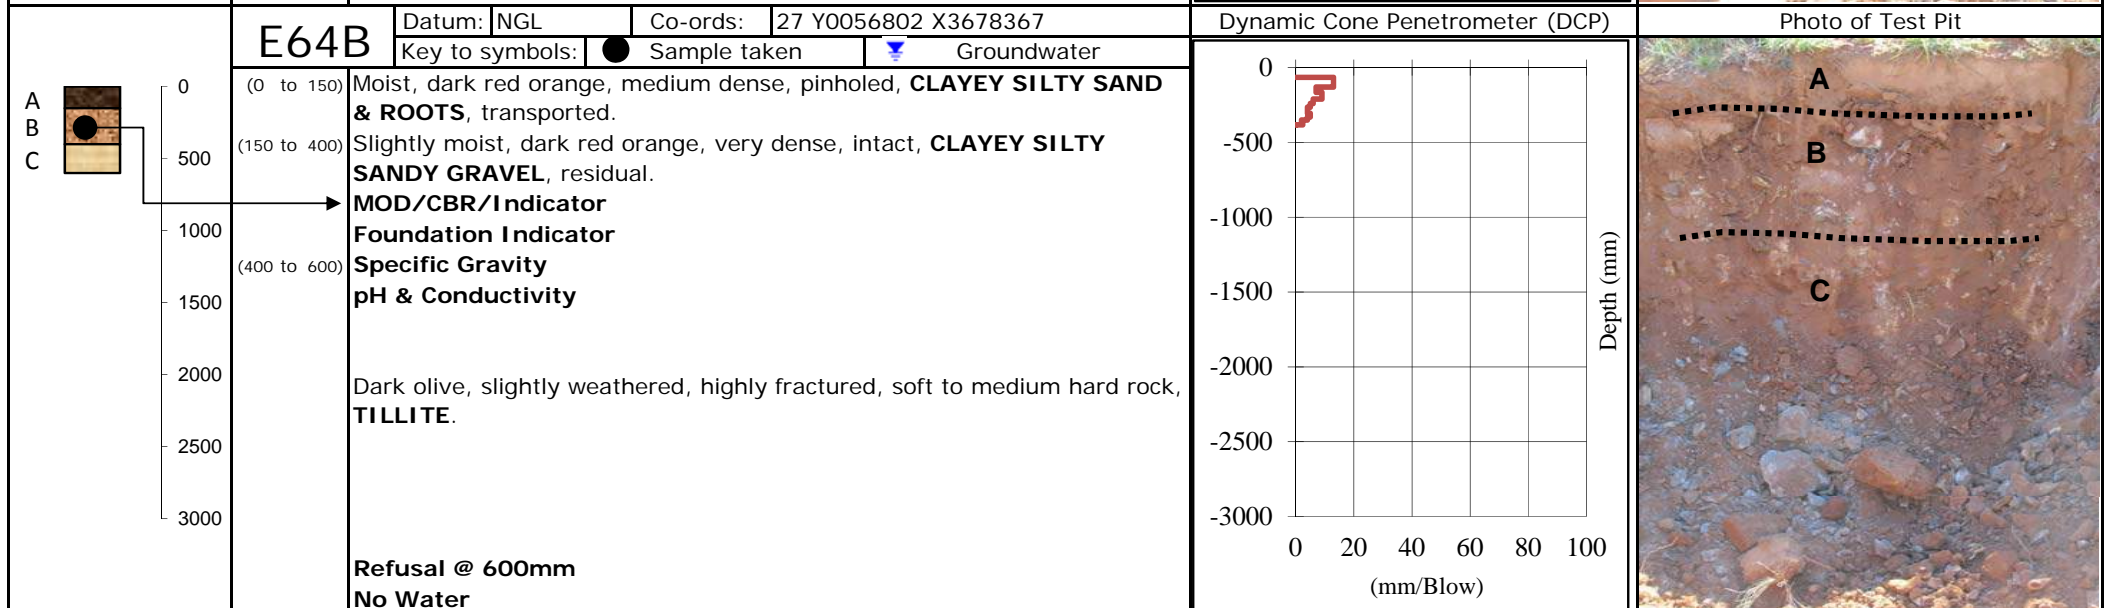 E64B
Datum: NGL Co-ords: 27 Y0056802 X3678367
Key to symbols: Sample taken Groundwater
A
B
C
0
500
1000
1500
2000
2500
3000
(0 to 150) Moist, dark red orange, medium dense, pinholed, CLAYEY SILTY SAND
& ROOTS, transported.
(150 to 400) Slightly moist, dark red orange, very dense, intact, CLAYEY SILTY
SANDY GRAVEL, residual.
MOD/CBR/Indicator
Foundation Indicator
(400 to 600) Specific Gravity
pH & Conductivity
Dark olive, slightly weathered, highly fractured, soft to medium hard rock,
TILLITE.
Refusal @ 600mm
No Water
Dynamic Cone Penetrometer (DCP)
0
-500
-1000
-1500
-2000
-2500
-3000
0 20 40 60 80 100
(mm/Blow)
Depth (mm)
Photo of Test Pit
A
B
C